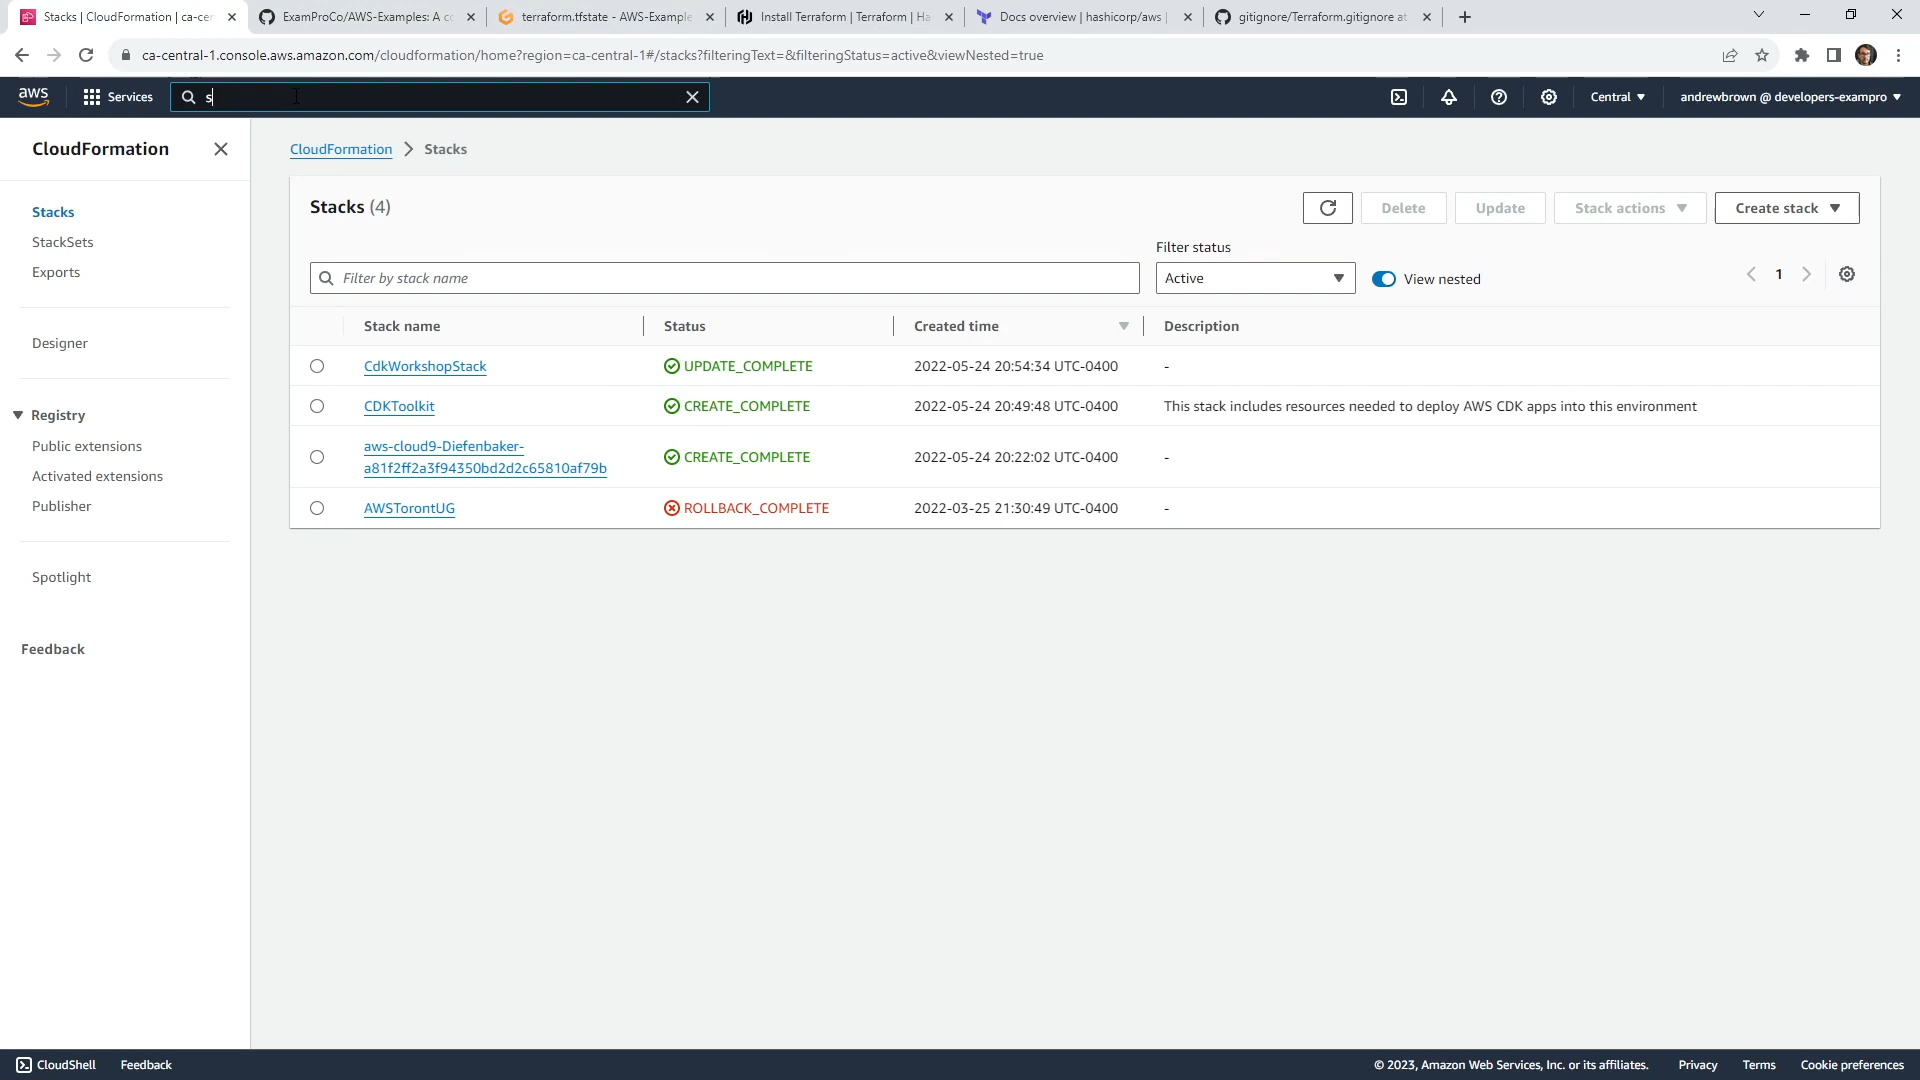 Stacks | CloudFormation | ca-cen
ExamProCo/AWS-Examples: A co
terraform.tfstate - AWS-Example
Install Terraform | Terraform | Ha
Docs overview | hashicorp/aws |
gitignore/Terraform.gitignore at
ca-central-1.console.aws.amazon.com/cloudformation/home?region=ca-central-1#/stacks?filteringText=&filteringStatus=active&viewNested=true
aws
Services
s
Central
andrewbrown @ developers-exampro
CloudFormation
CloudFormation > Stacks
Stacks
StackSets
Exports
Designer
Registry
Public extensions
Activated extensions
Publisher
Spotlight
Feedback
Stacks (4)
Delete
Update
Stack actions
Create stack
Filter status
Filter by stack name
Active
View nested
1
Stack name
Status
Created time
Description
CdkWorkshopStack
UPDATE_COMPLETE
2022-05-24 20:54:34 UTC-0400
-
CDKToolkit
CREATE_COMPLETE
2022-05-24 20:49:48 UTC-0400
This stack includes resources needed to deploy AWS CDK apps into this environment
aws-cloud9-Diefenbaker-
a81f2ff2a3f94350bd2d2c65810af79b
CREATE_COMPLETE
2022-05-24 20:22:02 UTC-0400
-
AWSTorontUG
ROLLBACK_COMPLETE
2022-03-25 21:30:49 UTC-0400
-
CloudShell
Feedback
© 2023, Amazon Web Services, Inc. or its affiliates.
Privacy
Terms
Cookie preferences